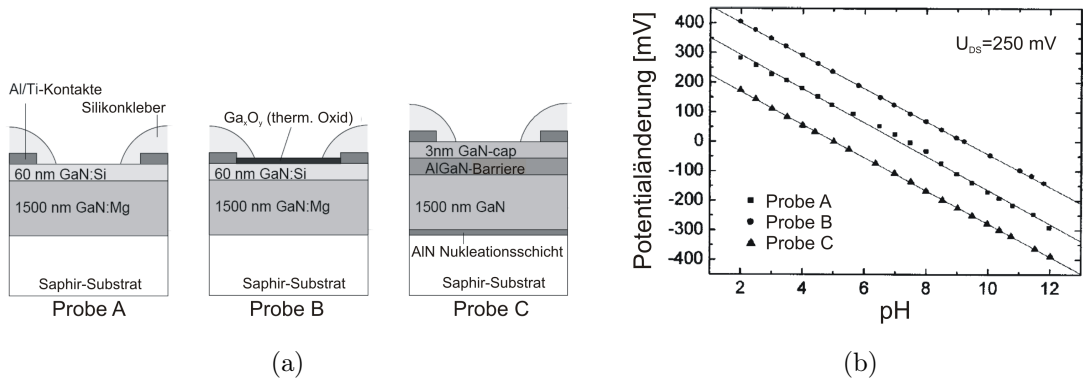 Al/Ti-Kontakte
Silikonkleber
60 nm GaN:Si
1500 nm GaN:Mg
Saphir-Substrat
Probe A
GaxOy (therm. Oxid)
60 nm GaN:Si
1500 nm GaN:Mg
Saphir-Substrat
Probe B
3nm GaN-cap
AlGaN-Barriere
1500 nm GaN
AlN Nukleationsschicht
Saphir-Substrat
Probe C
(a)
Potentialänderung [mV]
400
300
200
100
0
-100
-200
-300
-400
UDS=250 mV
Probe A
Probe B
Probe C
2 4 6 8 10 12
pH
(b)